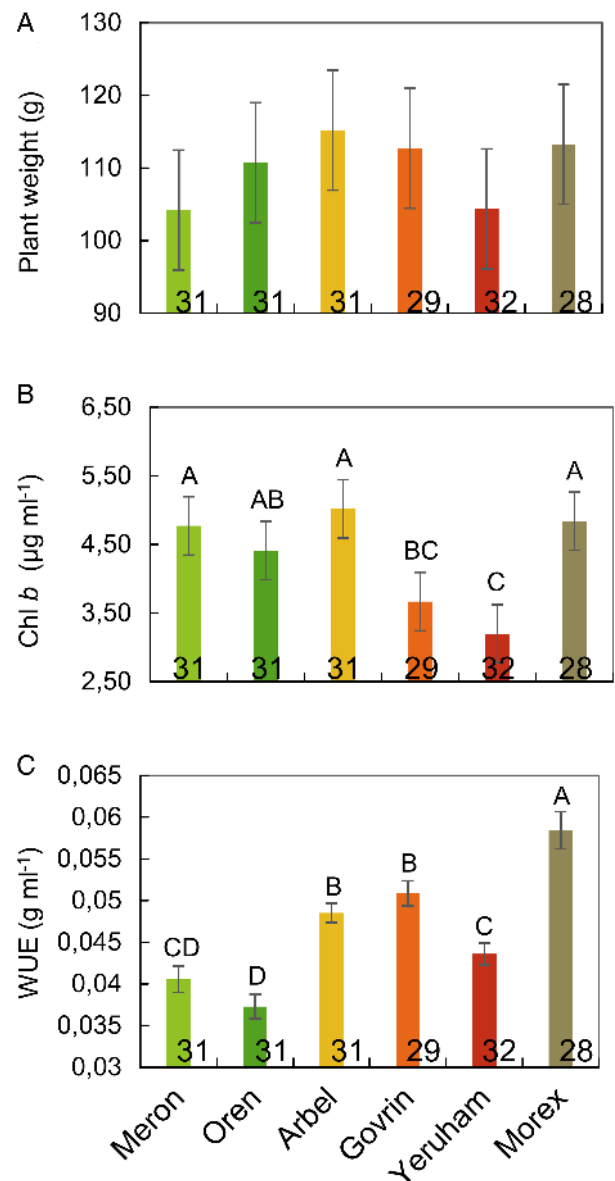 A
Plant weight (g)
130
120
110
100
90
31 31 31 29 32 28
B
Chl b (µg ml-1)
6,50
5,50
4,50
3,50
2,50
A AB A BC C A
31 31 31 29 32 28
C
WUE (g ml-1)
0,065
0,06
0,055
0,05
0,045
0,04
0,035
0,03
CD D B B C A
31 31 31 29 32 28
Meron Oren Arbel Govrin Yeruham Morex